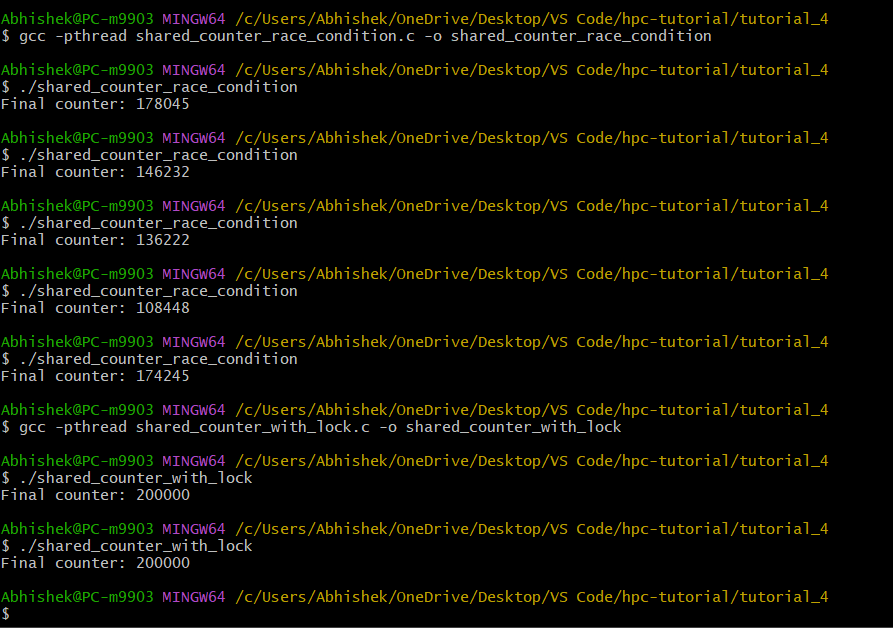 Abhishek@PC-m9903 MINGW64 /c/Users/Abhishek/OneDrive/Desktop/VS Code/hpc-tutorial/tutorial_4
$ gcc -pthread shared_counter_race_condition.c -o shared_counter_race_condition
Abhishek@PC-m9903 MINGW64 /c/Users/Abhishek/OneDrive/Desktop/VS Code/hpc-tutorial/tutorial_4
$ ./shared_counter_race_condition
Final counter: 178045
Abhishek@PC-m9903 MINGW64 /c/Users/Abhishek/OneDrive/Desktop/VS Code/hpc-tutorial/tutorial_4
$ ./shared_counter_race_condition
Final counter: 146232
Abhishek@PC-m9903 MINGW64 /c/Users/Abhishek/OneDrive/Desktop/VS Code/hpc-tutorial/tutorial_4
$ ./shared_counter_race_condition
Final counter: 136222
Abhishek@PC-m9903 MINGW64 /c/Users/Abhishek/OneDrive/Desktop/VS Code/hpc-tutorial/tutorial_4
$ ./shared_counter_race_condition
Final counter: 108448
Abhishek@PC-m9903 MINGW64 /c/Users/Abhishek/OneDrive/Desktop/VS Code/hpc-tutorial/tutorial_4
$ ./shared_counter_race_condition
Final counter: 174245
Abhishek@PC-m9903 MINGW64 /c/Users/Abhishek/OneDrive/Desktop/VS Code/hpc-tutorial/tutorial_4
$ gcc -pthread shared_counter_with_lock.c -o shared_counter_with_lock
Abhishek@PC-m9903 MINGW64 /c/Users/Abhishek/OneDrive/Desktop/VS Code/hpc-tutorial/tutorial_4
$ ./shared_counter_with_lock
Final counter: 200000
Abhishek@PC-m9903 MINGW64 /c/Users/Abhishek/OneDrive/Desktop/VS Code/hpc-tutorial/tutorial_4
$ ./shared_counter_with_lock
Final counter: 200000
Abhishek@PC-m9903 MINGW64 /c/Users/Abhishek/OneDrive/Desktop/VS Code/hpc-tutorial/tutorial_4
$